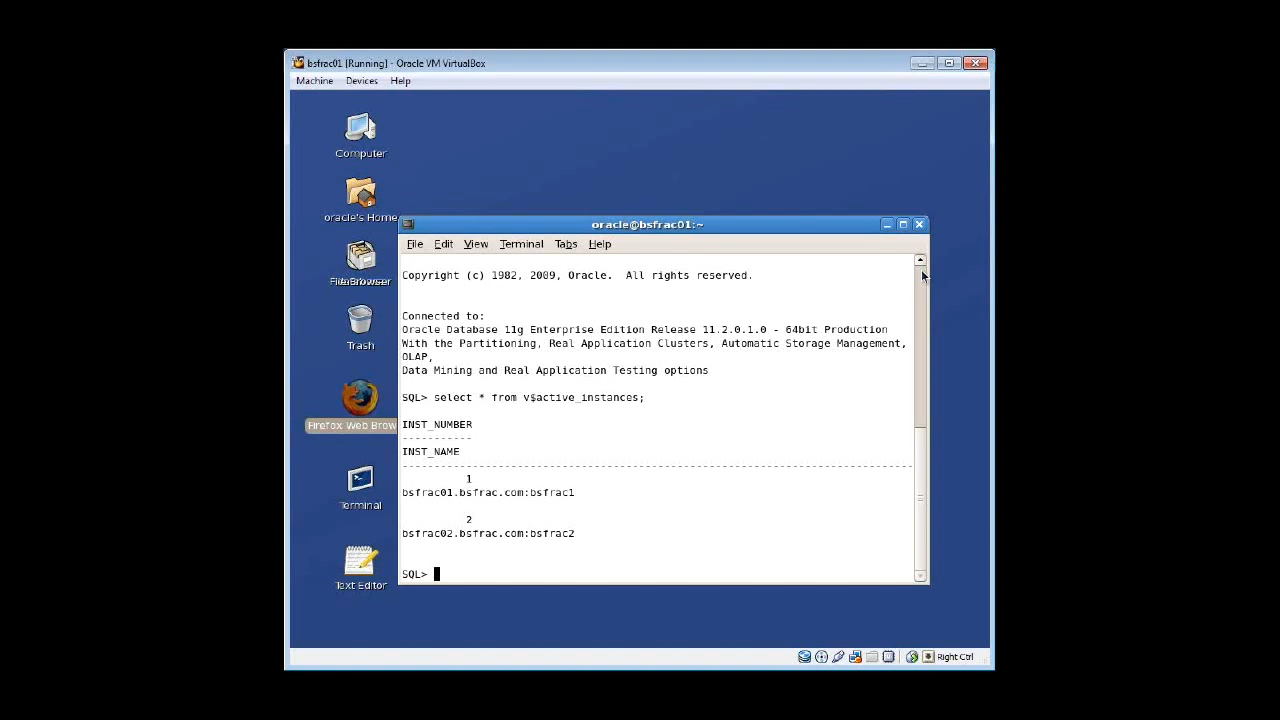 bsfrac01 [Running] - Oracle VM VirtualBox
Machine Devices Help
Computer
oracle's Home
oracle@bsfrac01:~
File Edit View Terminal Tabs Help
Copyright (c) 1982, 2009, Oracle. All rights reserved.
Connected to:
Oracle Database 11g Enterprise Edition Release 11.2.0.1.0 - 64bit Production
With the Partitioning, Real Application Clusters, Automatic Storage Management,
OLAP,
Data Mining and Real Application Testing options
SQL> select * from v$active_instances;
INST_NUMBER
-----------
INST_NAME
--------------------------------------------------------------------------------
1
bsfrac01.bsfrac.com:bsfrac1
2
bsfrac02.bsfrac.com:bsfrac2
SQL>
Browser
Trash
Firefox Web Brow
Terminal
Text Editor
Right Ctrl